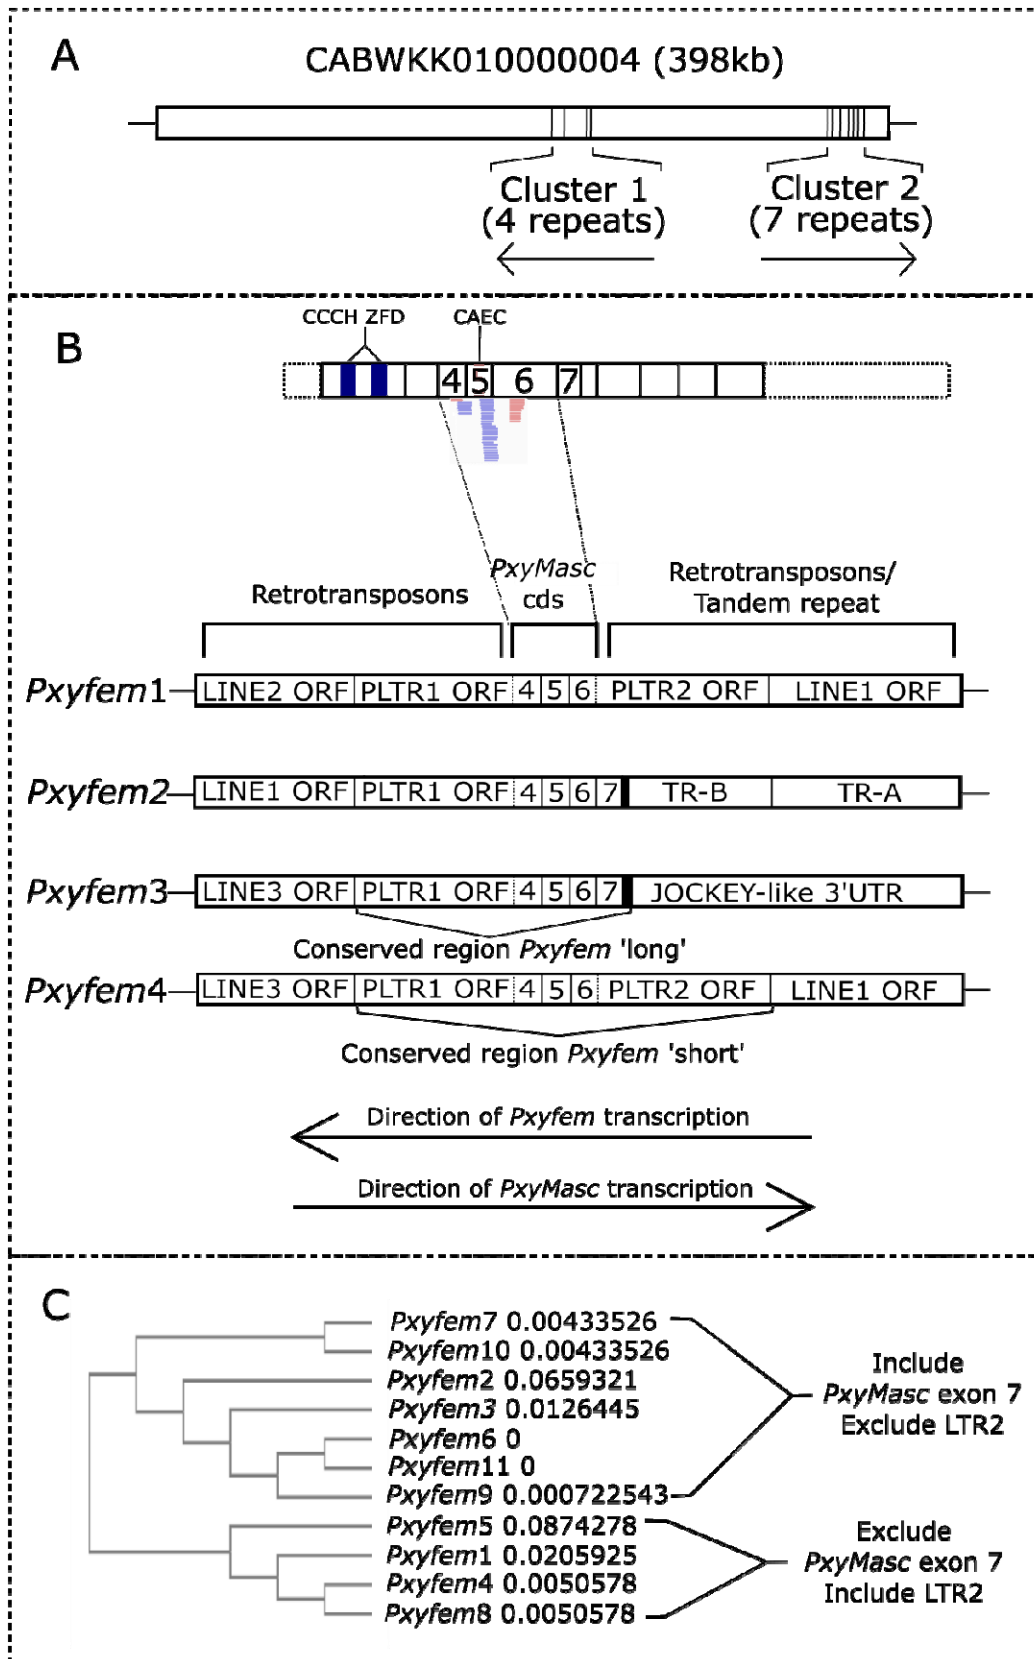 A
CABWKK010000004 (398kb)
Cluster 1
(4 repeats)
Cluster 2
(7 repeats)
B
CCCH ZFD
CAEC
4 5 6 7
PxyMasc
cds
Retrotransposons
Retrotransposons/
Tandem repeat
Pxyfem1 LINE2 ORF PLTR1 ORF 4 5 6 PLTR2 ORF LINE1 ORF
Pxyfem2 LINE1 ORF PLTR1 ORF 4 5 6 7 TR-B TR-A
Pxyfem3 LINE3 ORF PLTR1 ORF 4 5 6 7 JOCKEY-like 3'UTR
Conserved region Pxyfem 'long'
Pxyfem4 LINE3 ORF PLTR1 ORF 4 5 6 PLTR2 ORF LINE1 ORF
Conserved region Pxyfem 'short'
Direction of Pxyfem transcription
Direction of PxyMasc transcription
C
Pxyfem7 0.00433526
Pxyfem10 0.00433526
Pxyfem2 0.0659321
Pxyfem3 0.0126445
Pxyfem6 0
Pxyfem11 0
Pxyfem9 0.000722543
Pxyfem5 0.0874278
Pxyfem1 0.0205925
Pxyfem4 0.0050578
Pxyfem8 0.0050578
Include
PxyMasc exon 7
Exclude LTR2
Exclude
PxyMasc exon 7
Include LTR2